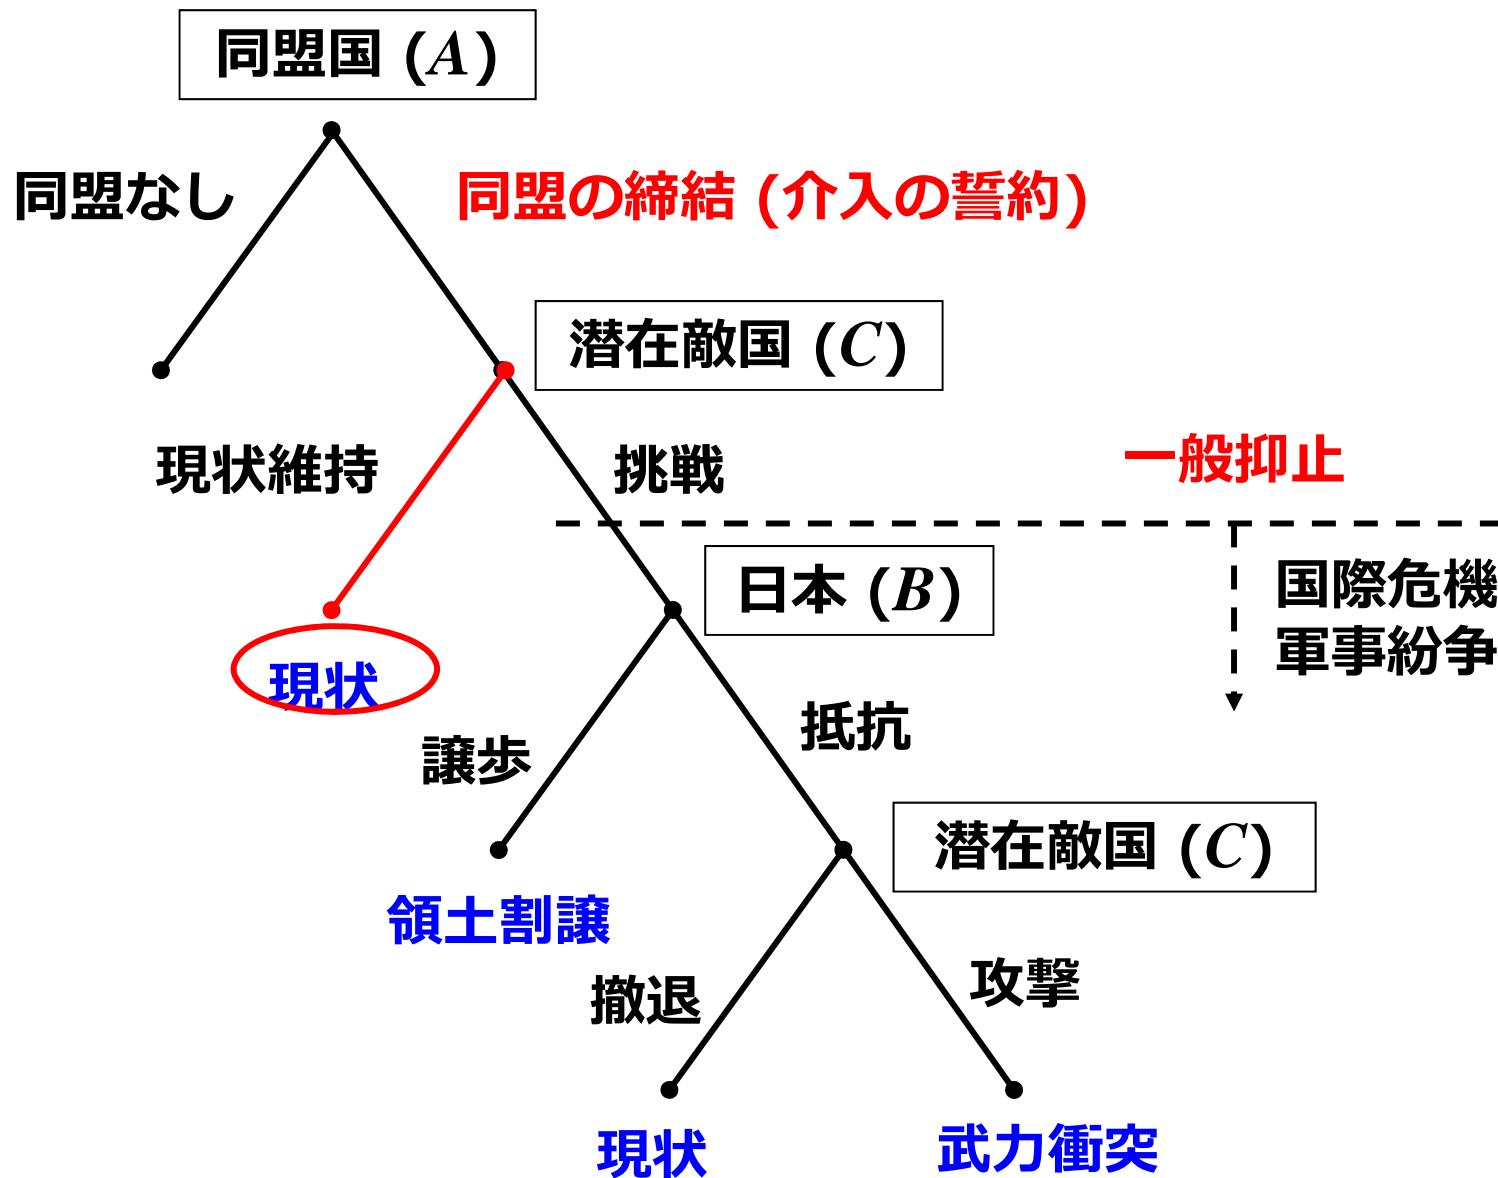 同盟国 (A)
同盟なし
同盟の締結 (介入の誓約)
潜在敵国 (C)
現状維持
挑戦
一般抑止
日本 (B)
国際危機
軍事紛争
現状
譲歩
抵抗
潜在敵国 (C)
領土割譲
撤退
攻撃
現状
武力衝突